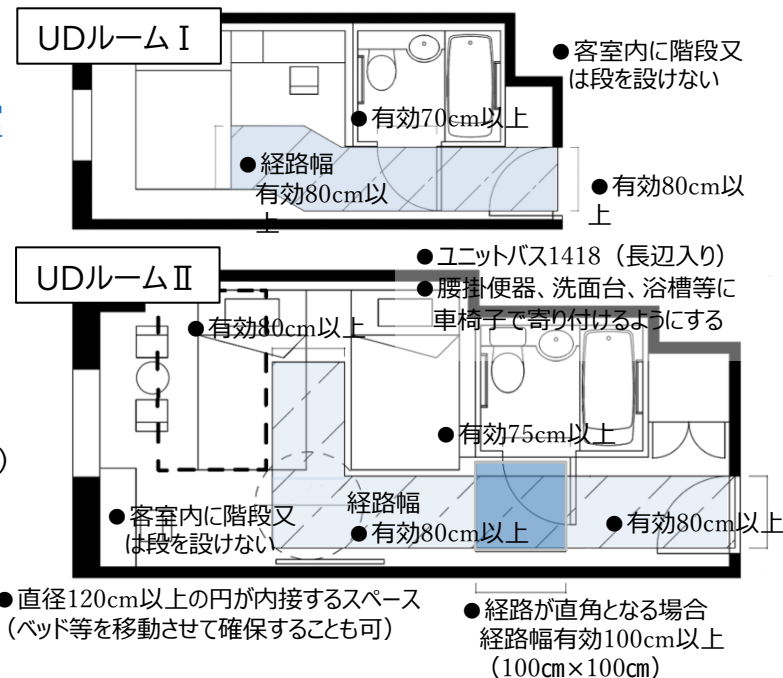 UDルームⅠ
●客室内に階段又
は段を設けない
●有効70cm以上
●経路幅
有効80cm以
上
●有効80cm以
上
UDルームⅡ
●ユニットバス1418（長辺入り）
●腰掛便器、洗面台、浴槽等に
車椅子で寄り付けるようにする
●有効80cm以上
●有効75cm以上
）
●客室内に階段又
は段を設けない
経路幅
●有効80cm以上
●有効80cm以上
●直径120cm以上の円が内接するスペース
（ベッド等を移動させて確保することも可）
●経路が直角となる場合
経路幅有効100cm以上
（100㎝×100㎝）